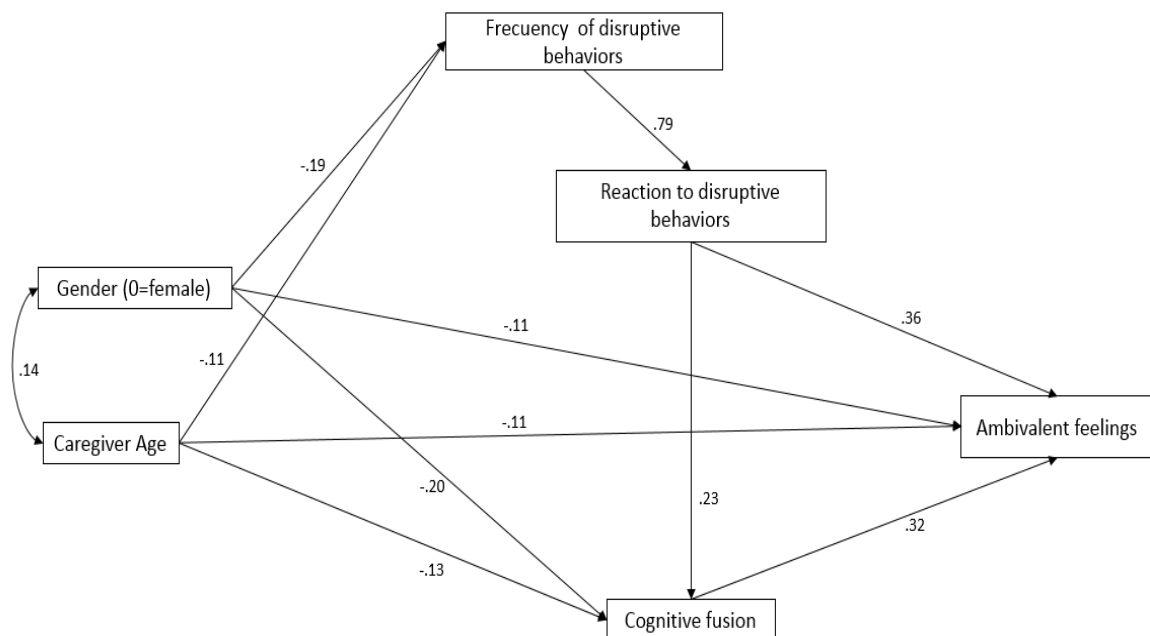 Frecuency of disruptive
behaviors
.79
-.19
Reaction to disruptive
behaviors
Gender (0=female)
-.11
.36
-.11
.14
Caregiver Age
-.11
Ambivalent feelings
-.20
.23
.32
-.13
Cognitive fusion